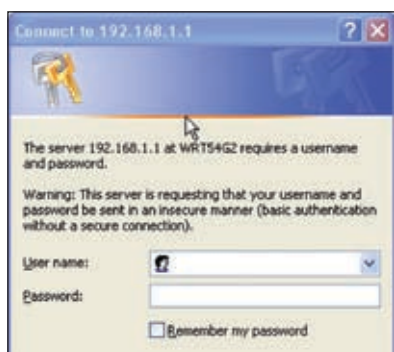 Connect to 192.168.1.1
The server 192.168.1.1 at WRT54G2 requires a username
and password.
Warning: This server is requesting that your username and
password be sent in an insecure manner (basic authentication
without a secure connection).
User name:
Password:
Remember my password